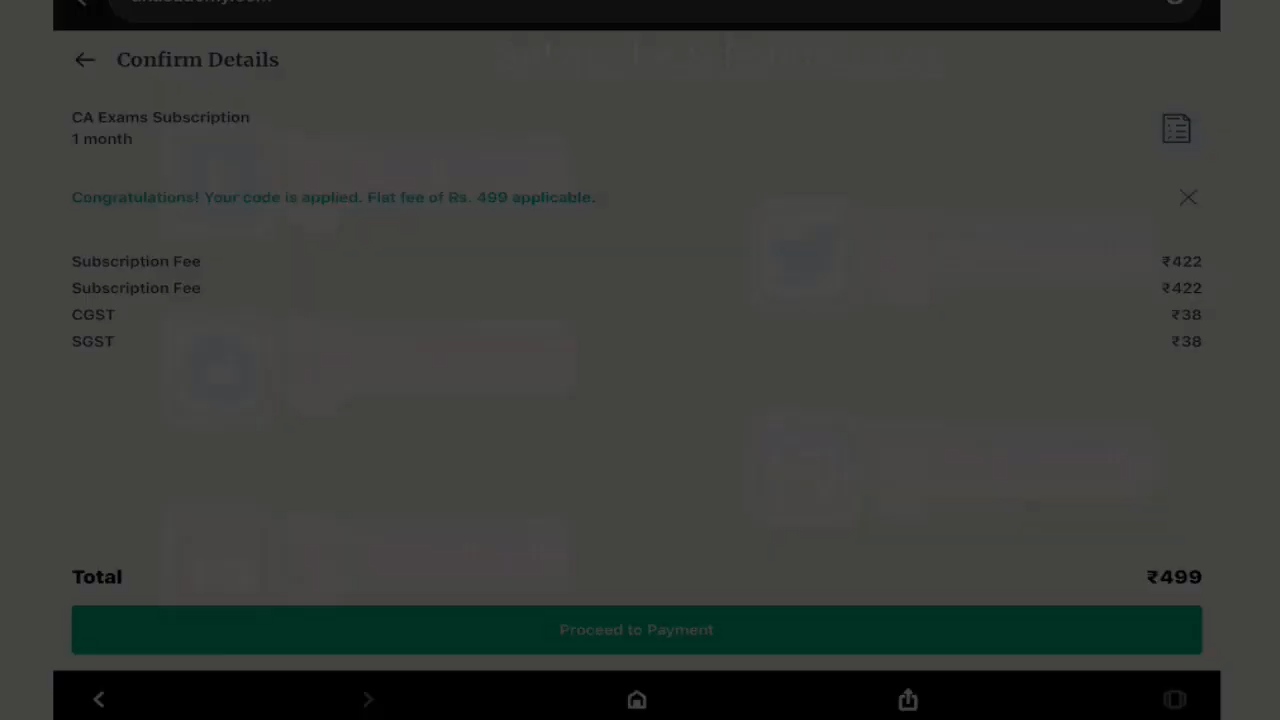 Confirm Details
CA Exams Subscription
1 month
Congratulations! Your code is applied. Flat fee of Rs. 499 applicable.
Subscription Fee ₹422
Subscription Fee ₹422
CGST ₹38
SGST ₹38
Total ₹499
Proceed to Payment